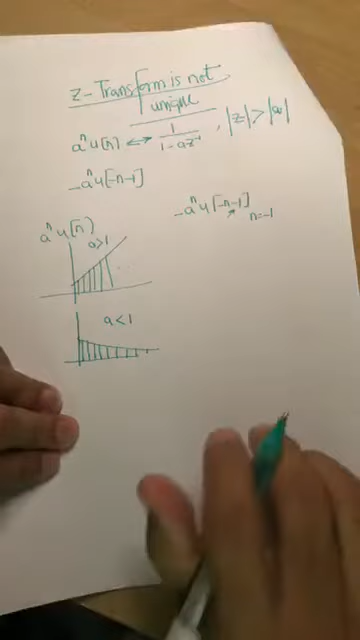 Z-Transform is not
unique
aⁿu[n] ↔ 1/(1-az⁻¹), |z|>|a|
-aⁿu[-n-1]
-aⁿu[-n-1]
n=-1
aⁿu[n]
a>1
a<1